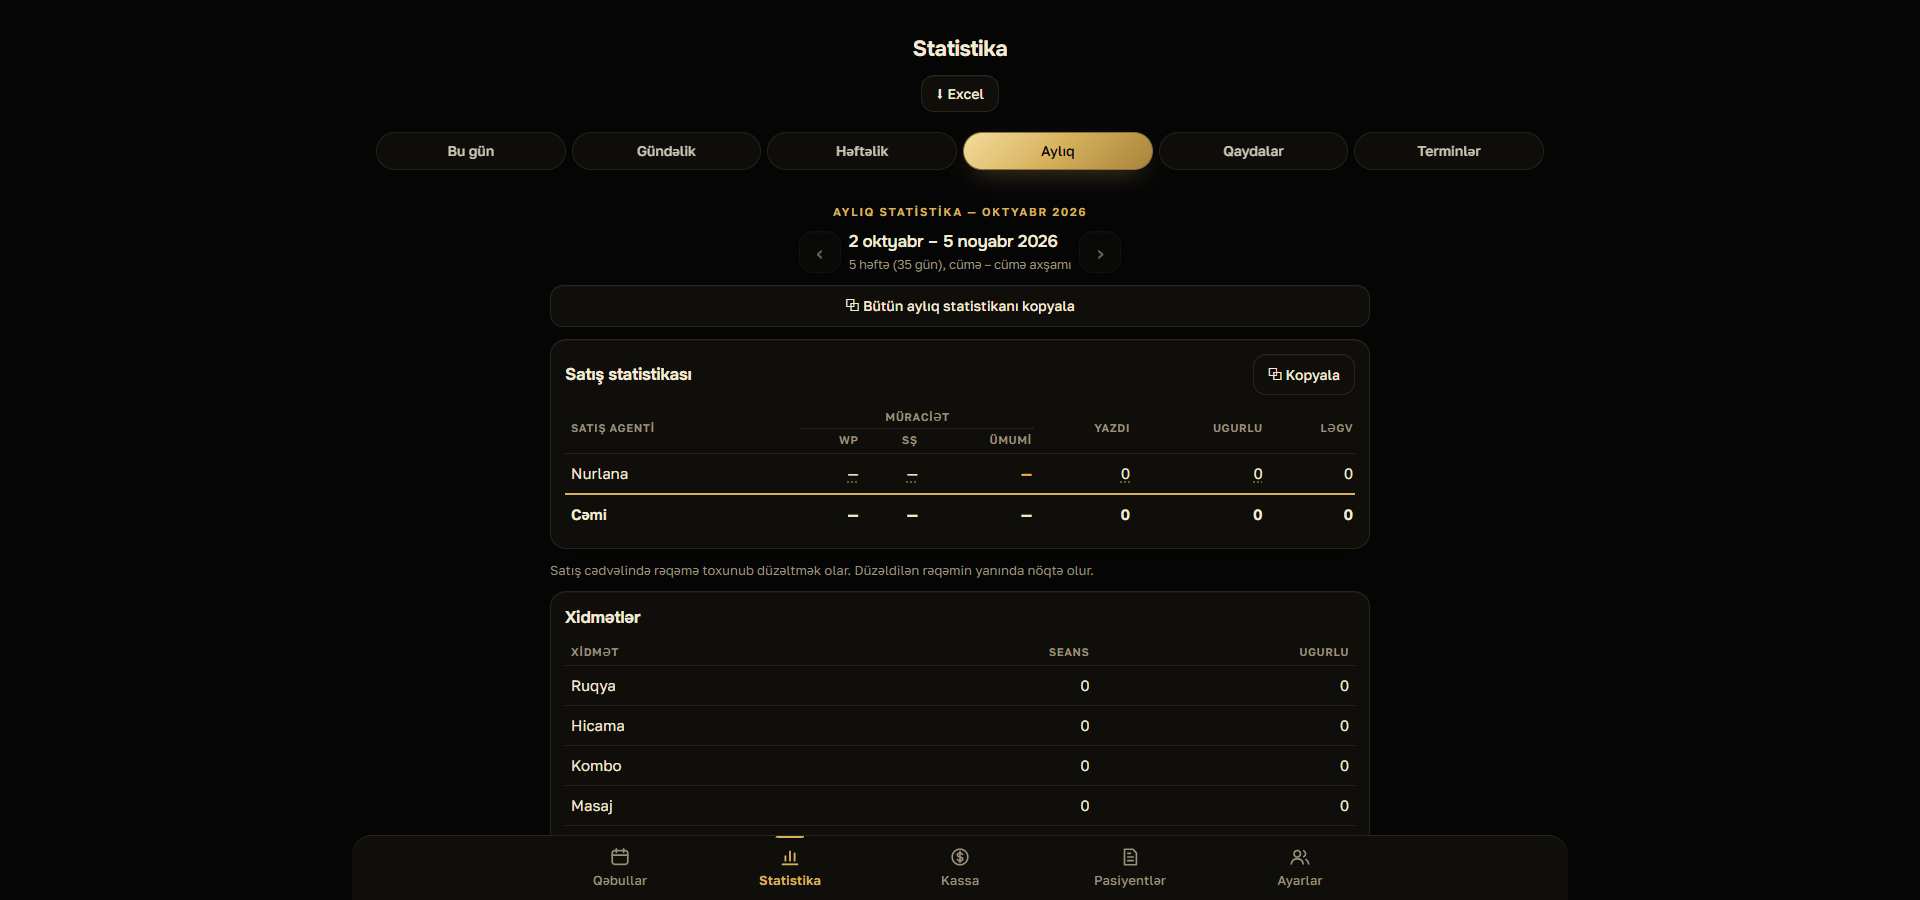 Statistika
⭳ Excel
Bu gün Gündəlik Həftəlik Aylıq Qaydalar Terminlər
AYLIQ STATİSTİKA — OKTYABR 2026
‹ 2 oktyabr – 5 noyabr 2026 ›
5 həftə (35 gün), cümə – cümə axşamı
⿻ Bütün aylıq statistikanı kopyala
Satış statistikası ⿻ Kopyala
MÜRACİƏT
SATIŞ AGENTİ YAZDI UGURLU LƏGV
WP SŞ ÜMUMİ
Nurlana — — — 0 0 0
Cəmi — — — 0 0 0
Satış cədvəlində rəqəmə toxunub düzəltmək olar. Düzəldilən rəqəmin yanında nöqtə olur.
Xidmətlər
XİDMƏT SEANS UGURLU
Ruqya 0 0
Hicama 0 0
Kombo 0 0
Masaj 0 0
Qəbullar Statistika Kassa Pasiyentlər Ayarlar